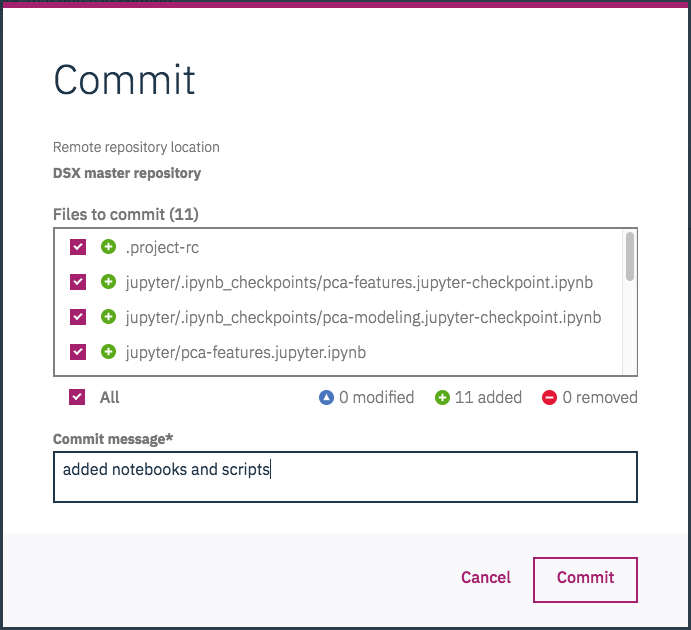 Commit
Remote repository location
DSX master repository
Files to commit (11)
.project-rc
jupyter/.ipynb_checkpoints/pca-features.jupyter-checkpoint.ipynb
jupyter/.ipynb_checkpoints/pca-modeling.jupyter-checkpoint.ipynb
jupyter/pca-features.jupyter.ipynb
All 0 modified 11 added 0 removed
Commit message*
added notebooks and scripts
Cancel Commit